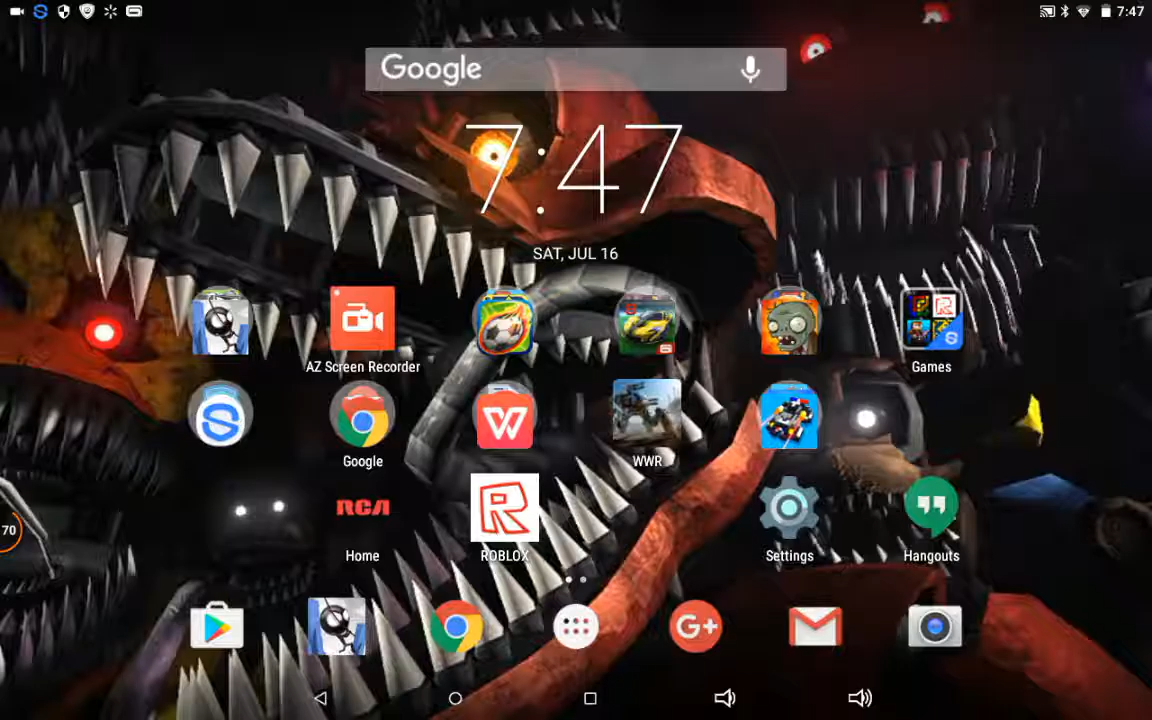 7:47
Google
7:47
SAT, JUL 16
AZ Screen Recorder
Games
Google
WWR
70
RCA
Home
ROBLOX
Settings
Hangouts
G+